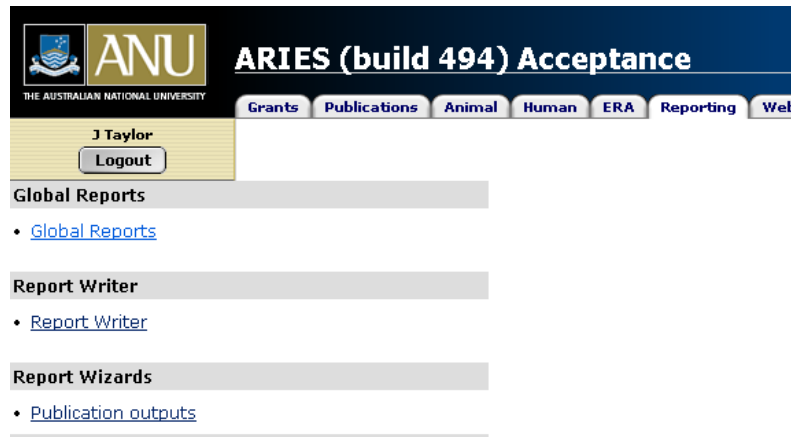 ANU
THE AUSTRALIAN NATIONAL UNIVERSITY
ARIES (build 494) Acceptance
Grants Publications Animal Human ERA Reporting Web
J Taylor
Logout
Global Reports
• Global Reports
Report Writer
• Report Writer
Report Wizards
• Publication outputs